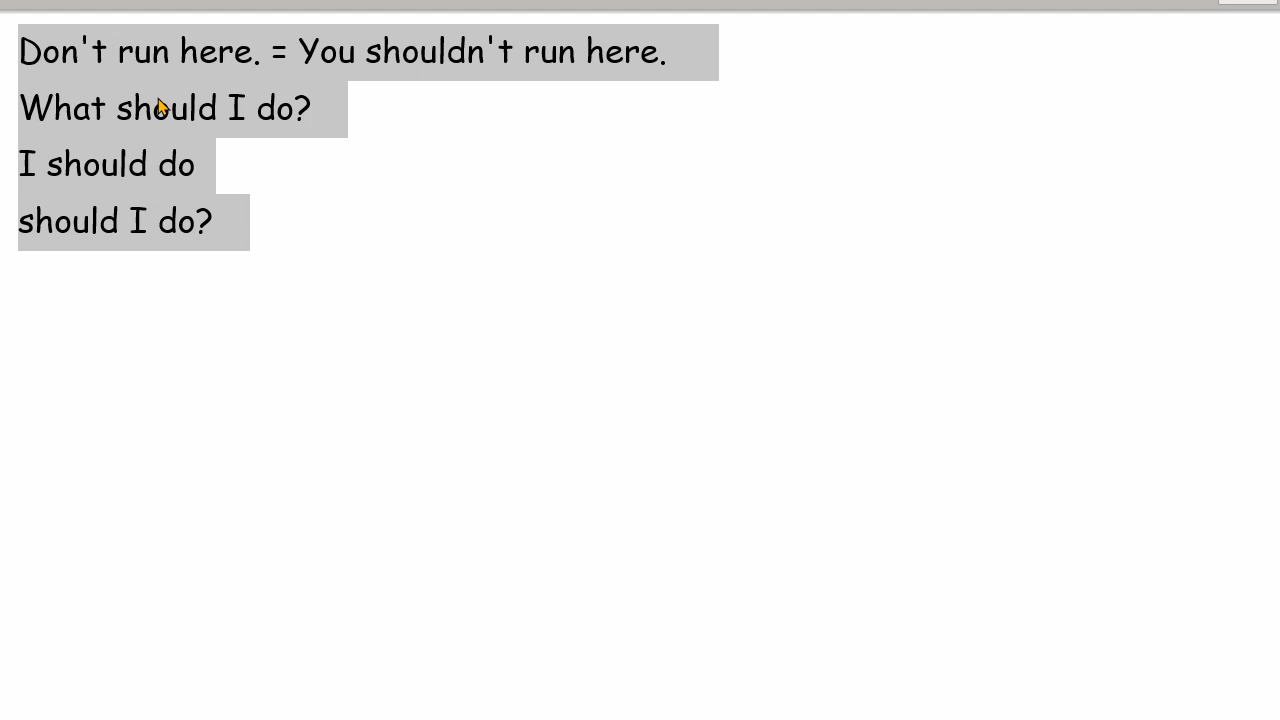 Don't run here. = You shouldn't run here.
What should I do?
I should do
should I do?